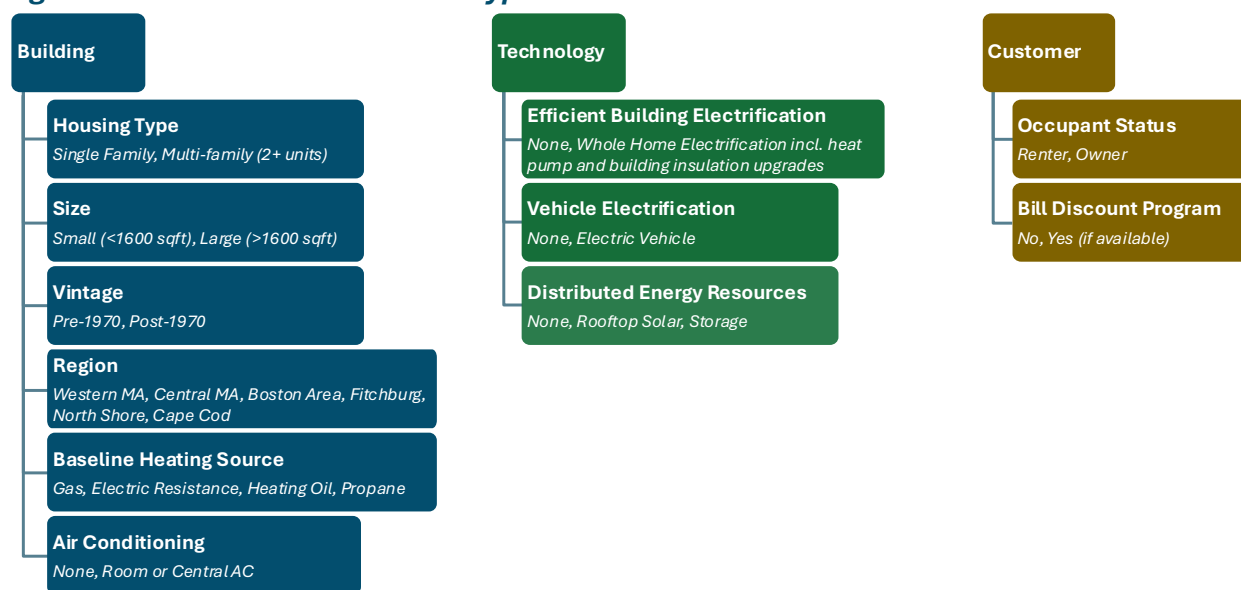 Building
Housing Type
Single Family, Multi-family (2+ units)
Size
Small (<1600 sqft), Large (>1600 sqft)
Vintage
Pre-1970, Post-1970
Region
Western MA, Central MA, Boston Area, Fitchburg,
North Shore, Cape Cod
Baseline Heating Source
Gas, Electric Resistance, Heating Oil, Propane
Air Conditioning
None, Room or Central AC
Technology
Efficient Building Electrification
None, Whole Home Electrification incl. heat
pump and building insulation upgrades
Vehicle Electrification
None, Electric Vehicle
Distributed Energy Resources
None, Rooftop Solar, Storage
Customer
Occupant Status
Renter, Owner
Bill Discount Program
No, Yes (if available)